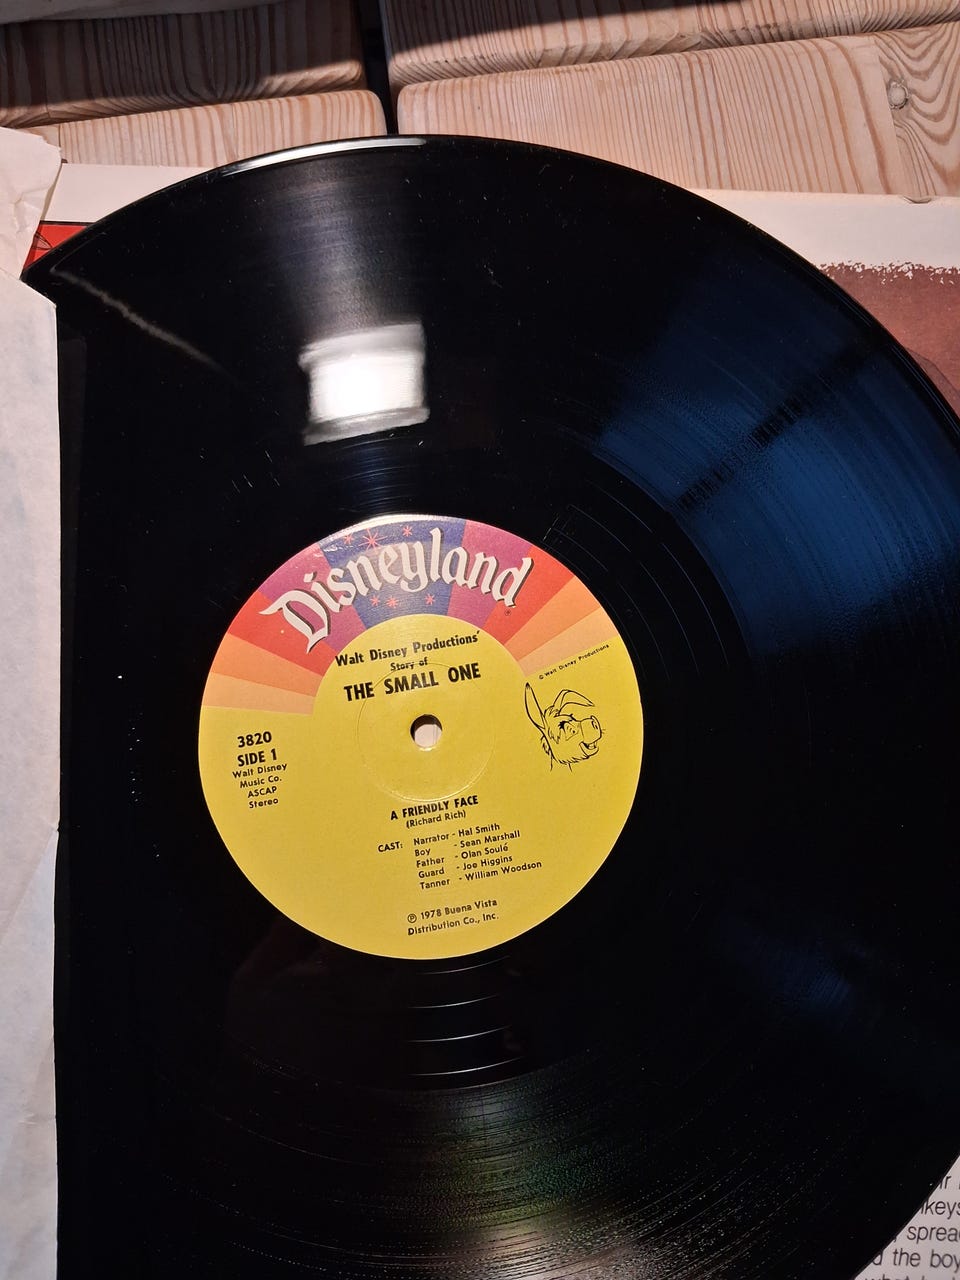 Disneyland
Walt Disney Productions'
Story of
THE SMALL ONE
© Walt Disney Productions
3820
SIDE 1
Walt Disney
Music Co.
ASCAP
Stereo
A FRIENDLY FACE
(Richard Rich)
CAST: Narrator - Hal Smith
Boy - Sean Marshall
Father - Olan Soulé
Guard - Joe Higgins
Tanner - William Woodson
℗ 1978 Buena Vista
Distribution Co., Inc.
the boy